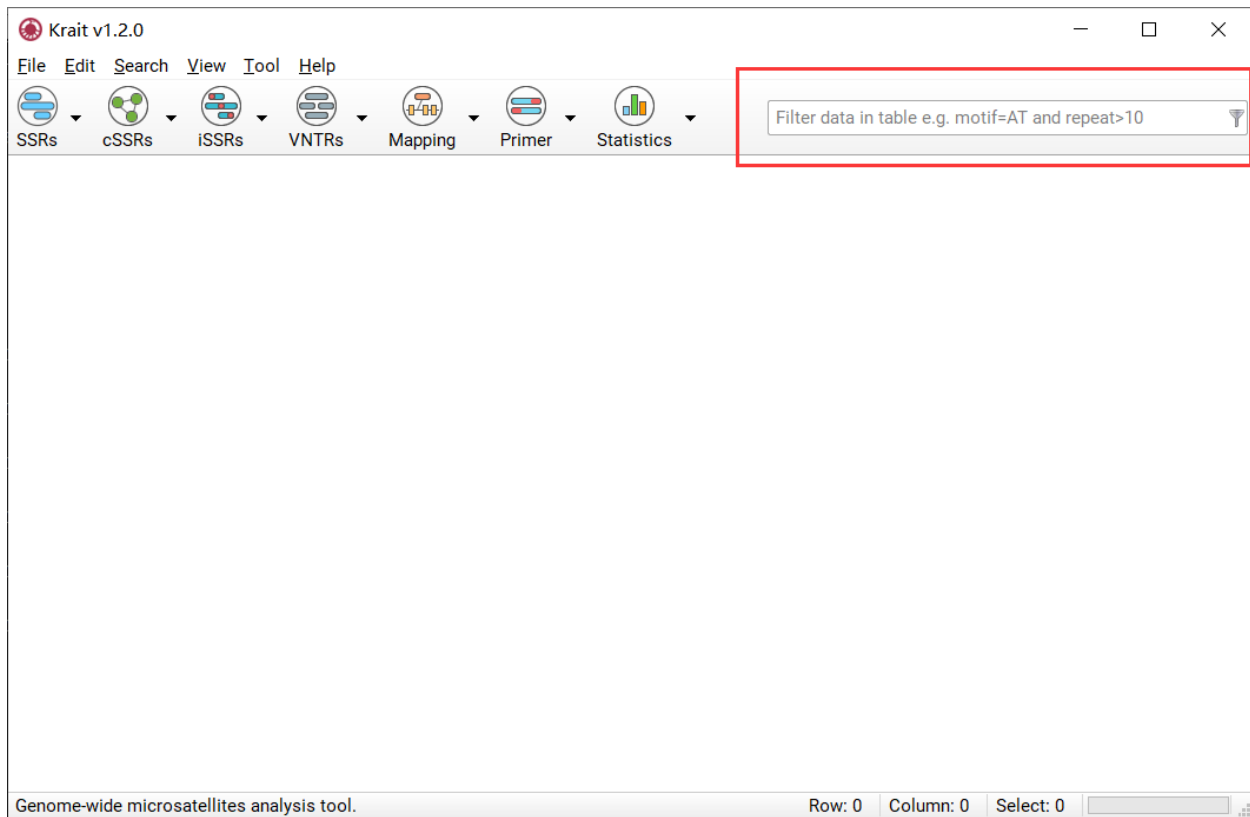 Krait v1.2.0
File Edit Search View Tool Help
SSRs cSSRs iSSRs VNTRs Mapping Primer Statistics
Filter data in table e.g. motif=AT and repeat>10
Genome-wide microsatellites analysis tool. Row: 0 Column: 0 Select: 0